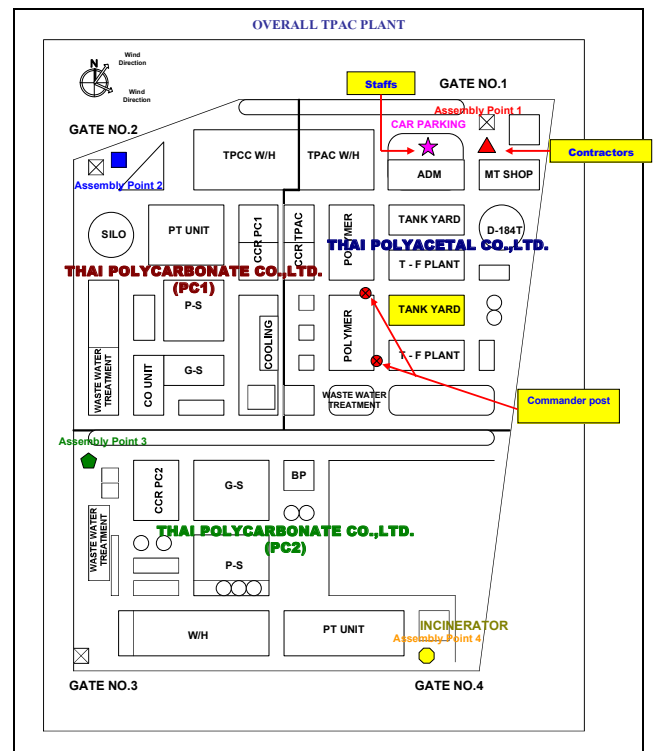 OVERALL TPAC PLANT
N
Wind
Direction
Wind
Direction
Staffs
GATE NO.1
Assembly Point 1
CAR PARKING
GATE NO.2
Contractors
TPCC W/H
TPAC W/H
ADM
MT SHOP
Assembly Point 2
SILO
PT UNIT
CCR PC1
CCR TPAC
POLYMER
TANK YARD
D-184T
THAI POLYACETAL CO.,LTD.
T - F PLANT
THAI POLYCARBONATE CO.,LTD.
(PC1)
P-S
TANK YARD
COOLING
POLYMER
T - F PLANT
WASTE WATER
TREATMENT
CO UNIT
G-S
WASTE WATER
TREATMENT
Commander post
Assembly Point 3
CCR PC2
G-S
BP
WASTE WATER
TREATMENT
THAI POLYCARBONATE CO.,LTD.
(PC2)
P-S
W/H
PT UNIT
INCINERATOR
Assembly Point 4
GATE NO.3
GATE NO.4